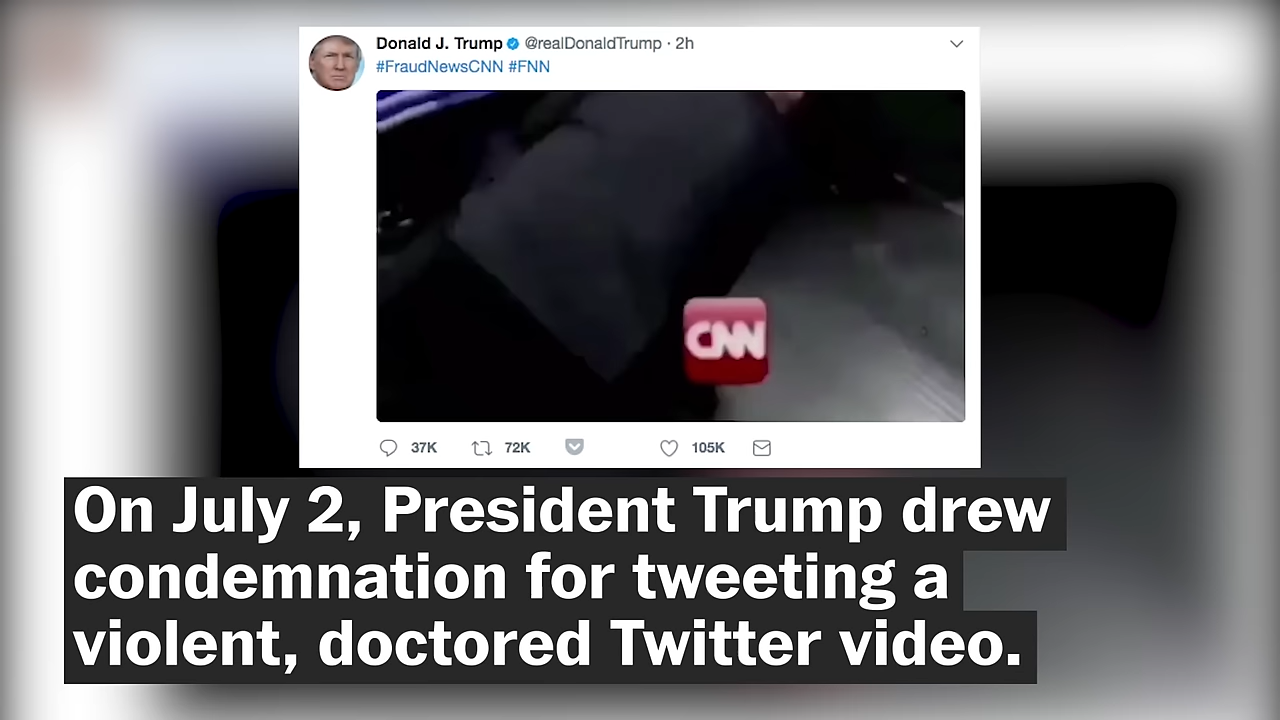 Donald J. Trump @realDonaldTrump · 2h
#FraudNewsCNN #FNN
CNN
37K 72K 105K
On July 2, President Trump drew
condemnation for tweeting a
violent, doctored Twitter video.